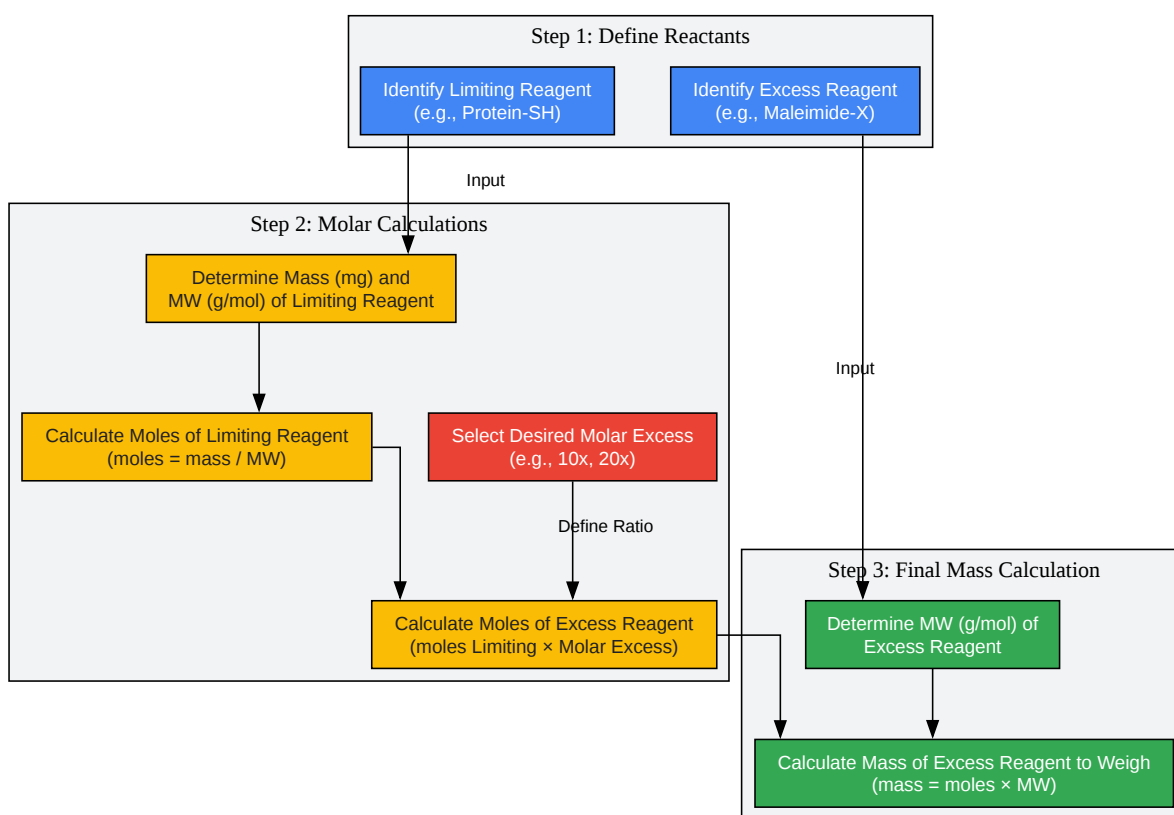 Step 1: Define Reactants
Identify Limiting Reagent
(e.g., Protein-SH)
Identify Excess Reagent
(e.g., Maleimide-X)
Input
Step 2: Molar Calculations
Determine Mass (mg) and
MW (g/mol) of Limiting Reagent
Input
Calculate Moles of Limiting Reagent
(moles = mass / MW)
Select Desired Molar Excess
(e.g., 10x, 20x)
Define Ratio
Calculate Moles of Excess Reagent
(moles Limiting × Molar Excess)
Step 3: Final Mass Calculation
Determine MW (g/mol) of
Excess Reagent
Calculate Mass of Excess Reagent to Weigh
(mass = moles × MW)